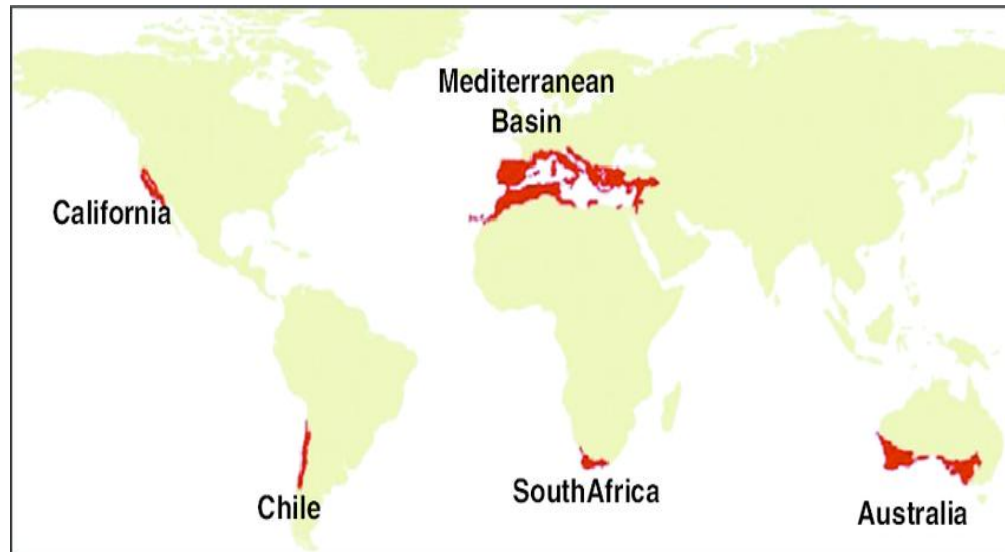 Mediterranean
Basin
California
Chile
SouthAfrica
Australia